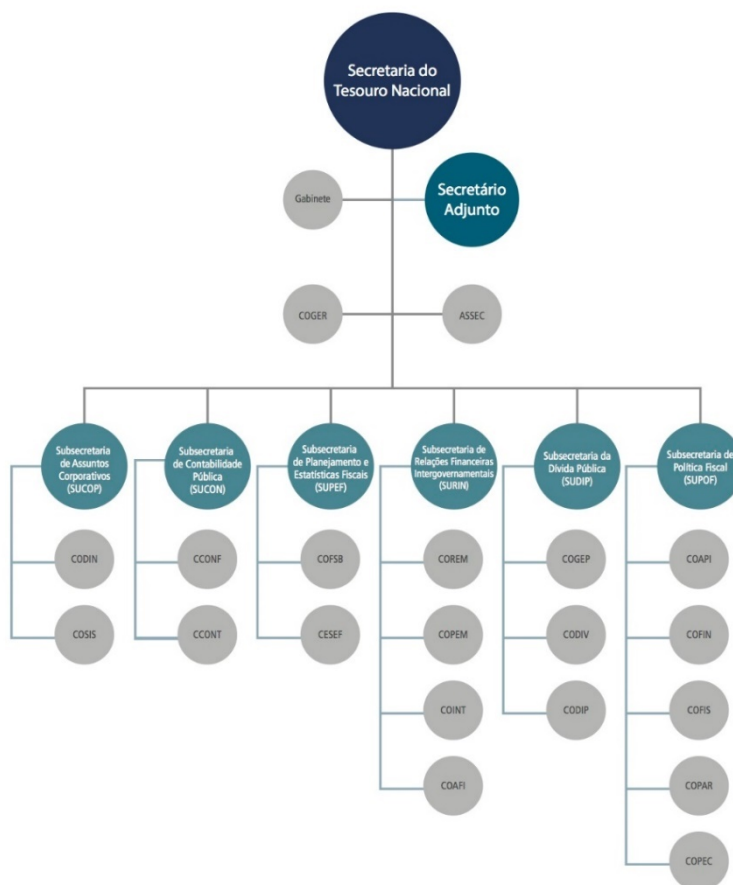 Secretaria do
Tesouro Nacional
Gabinete
Secretário
Adjunto
COGER
ASSEC
Subsecretaria
de Assuntos
Corporativos
(SUCOP)
Subsecretaria
de Contabilidade
Pública
(SUCON)
Subsecretaria
de Planejamento e
Estatísticas Fiscais
(SUPEF)
Subsecretaria de
Relações Financeiras
Intergovernamentais
(SURIN)
Subsecretaria da
Dívida Pública
(SUDIP)
Subsecretaria de
Política Fiscal
(SUPOF)
CODIN
CCONF
COFSB
COREM
COGEP
COAPI
COSIS
CCONT
CESEF
COPEM
CODIV
COFIN
COINT
CODIP
COFIS
COAFI
COPAR
COPEC